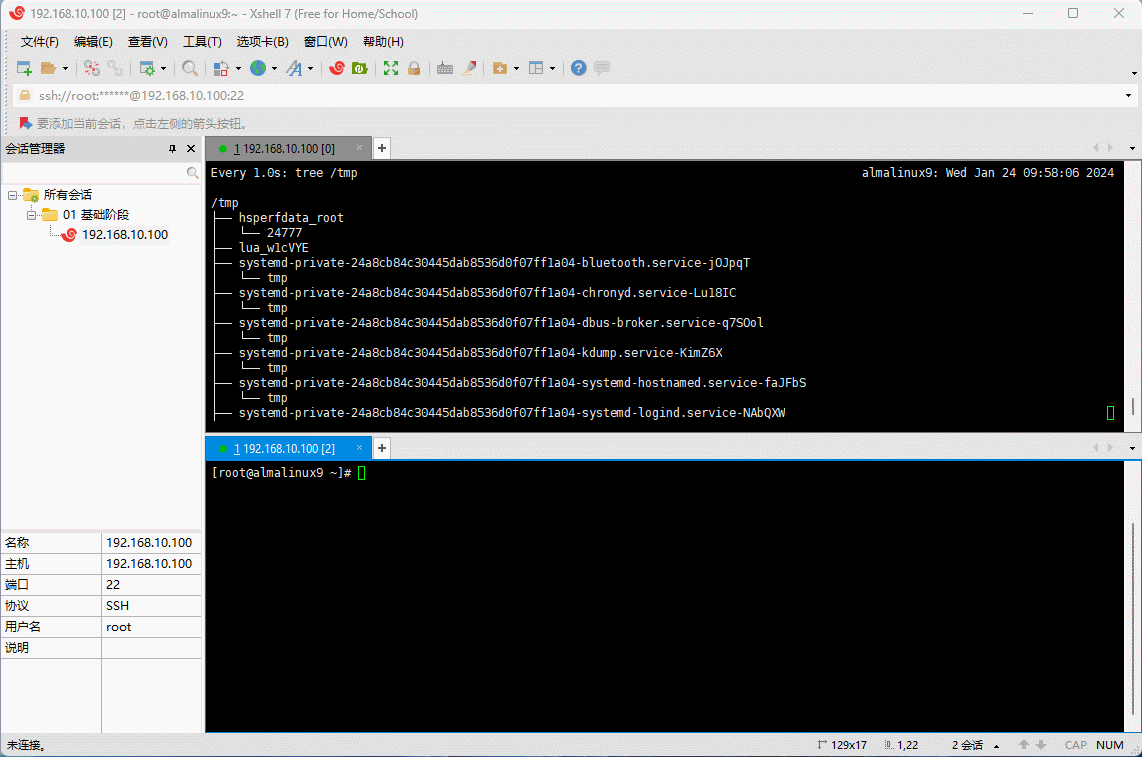 192.168.10.100 [2] - root@almalinux9:~ - Xshell 7 (Free for Home/School)
文件(F) 编辑(E) 查看(V) 工具(T) 选项卡(B) 窗口(W) 帮助(H)
ssh://root:******@192.168.10.100:22
要添加当前会话，点击左侧的箭头按钮。
会话管理器
所有会话
01 基础阶段
192.168.10.100
名称 192.168.10.100
主机 192.168.10.100
端口 22
协议 SSH
用户名 root
说明
1 192.168.10.100 [0]
Every 1.0s: tree /tmp almalinux9: Wed Jan 24 09:58:06 2024
/tmp
├── hsperfdata_root
│   └── 24777
├── lua_w1cVYE
├── systemd-private-24a8cb84c30445dab8536d0f07ff1a04-bluetooth.service-jOJpqT
│   └── tmp
├── systemd-private-24a8cb84c30445dab8536d0f07ff1a04-chronyd.service-Lu18IC
│   └── tmp
├── systemd-private-24a8cb84c30445dab8536d0f07ff1a04-dbus-broker.service-q7SOol
│   └── tmp
├── systemd-private-24a8cb84c30445dab8536d0f07ff1a04-kdump.service-KimZ6X
│   └── tmp
├── systemd-private-24a8cb84c30445dab8536d0f07ff1a04-systemd-hostnamed.service-faJFbS
│   └── tmp
├── systemd-private-24a8cb84c30445dab8536d0f07ff1a04-systemd-logind.service-NAbQXW
1 192.168.10.100 [2]
[root@almalinux9 ~]#
未连接。 129x17 1,22 2 会话 CAP NUM